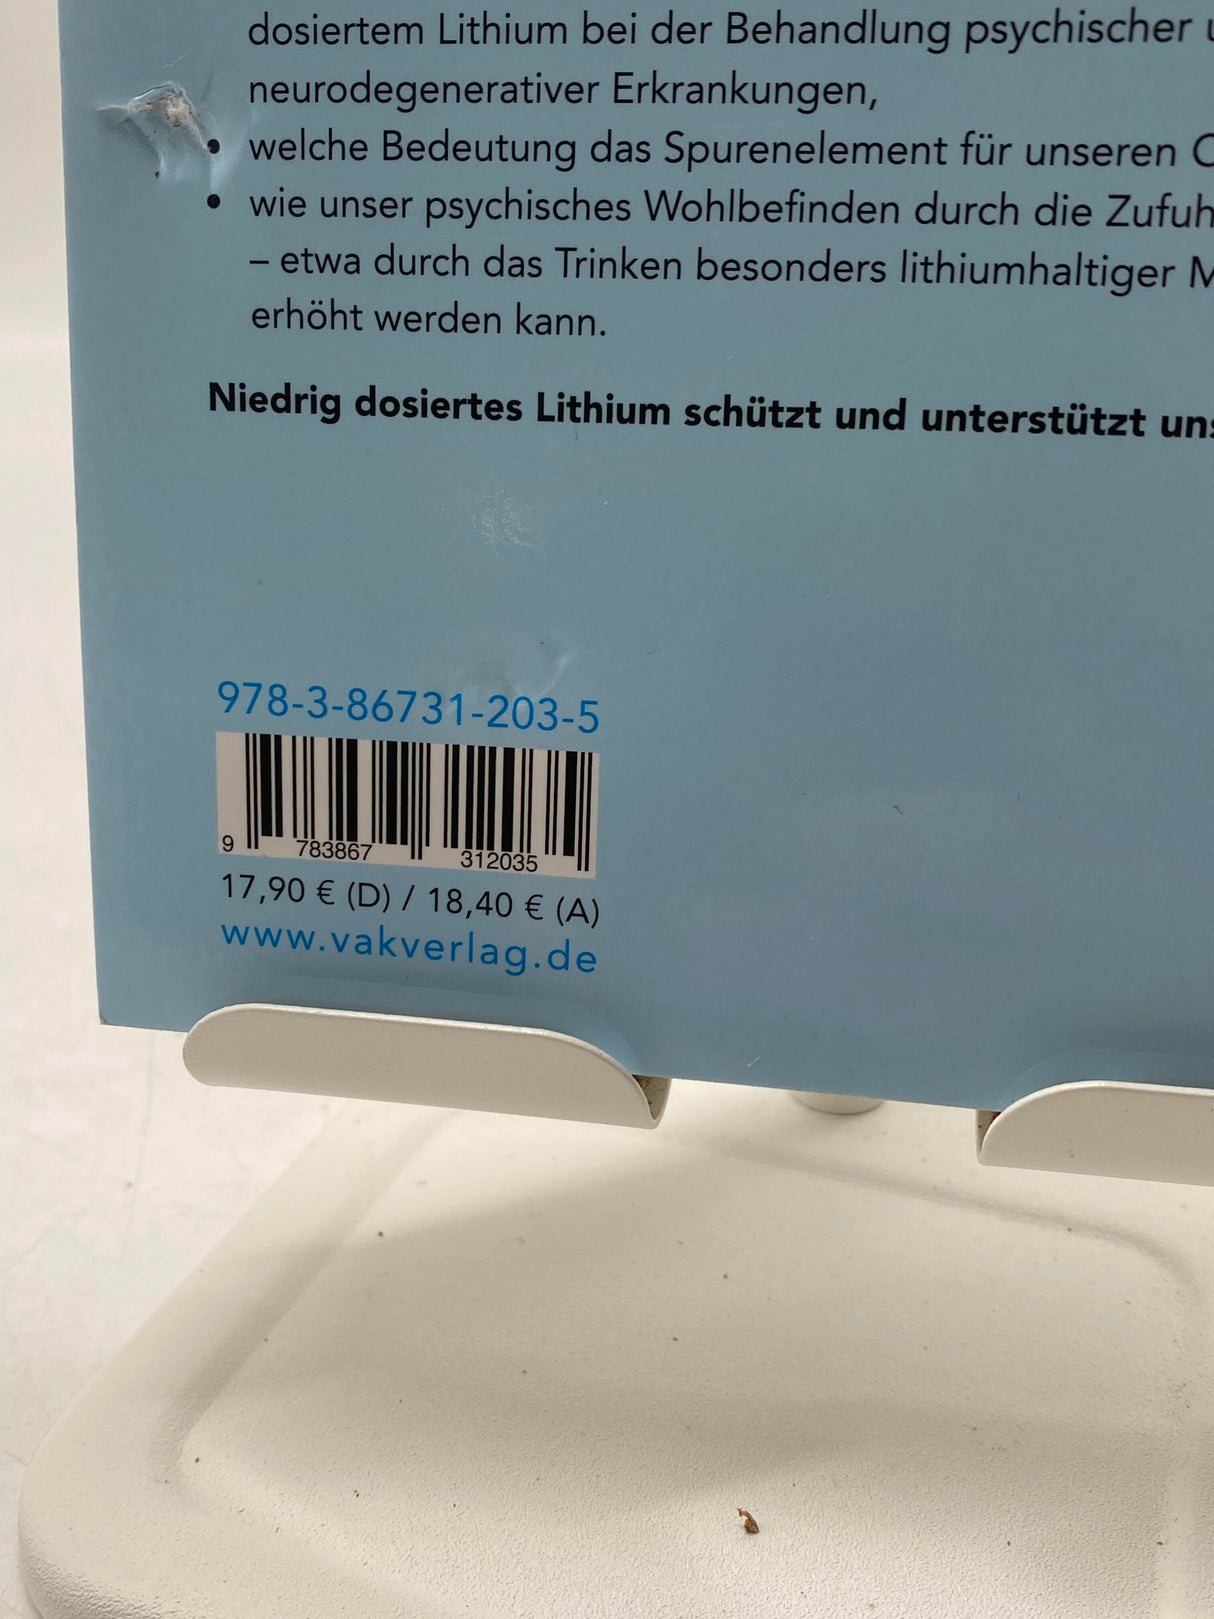 dosiertem Lithium bei der Behandlung psychischer
neurodegenerativer Erkrankungen,
• welche Bedeutung das Spurenelement für unseren
• wie unser psychisches Wohlbefinden durch die
– etwa durch das Trinken besonders lithiumhaltiger
erhöht werden kann.
Niedrig dosiertes Lithium schützt und unterstützt
978-3-86731-203-5
9 783867 312035
17,90 € (D) / 18,40 € (A)
www.vakverlag.de